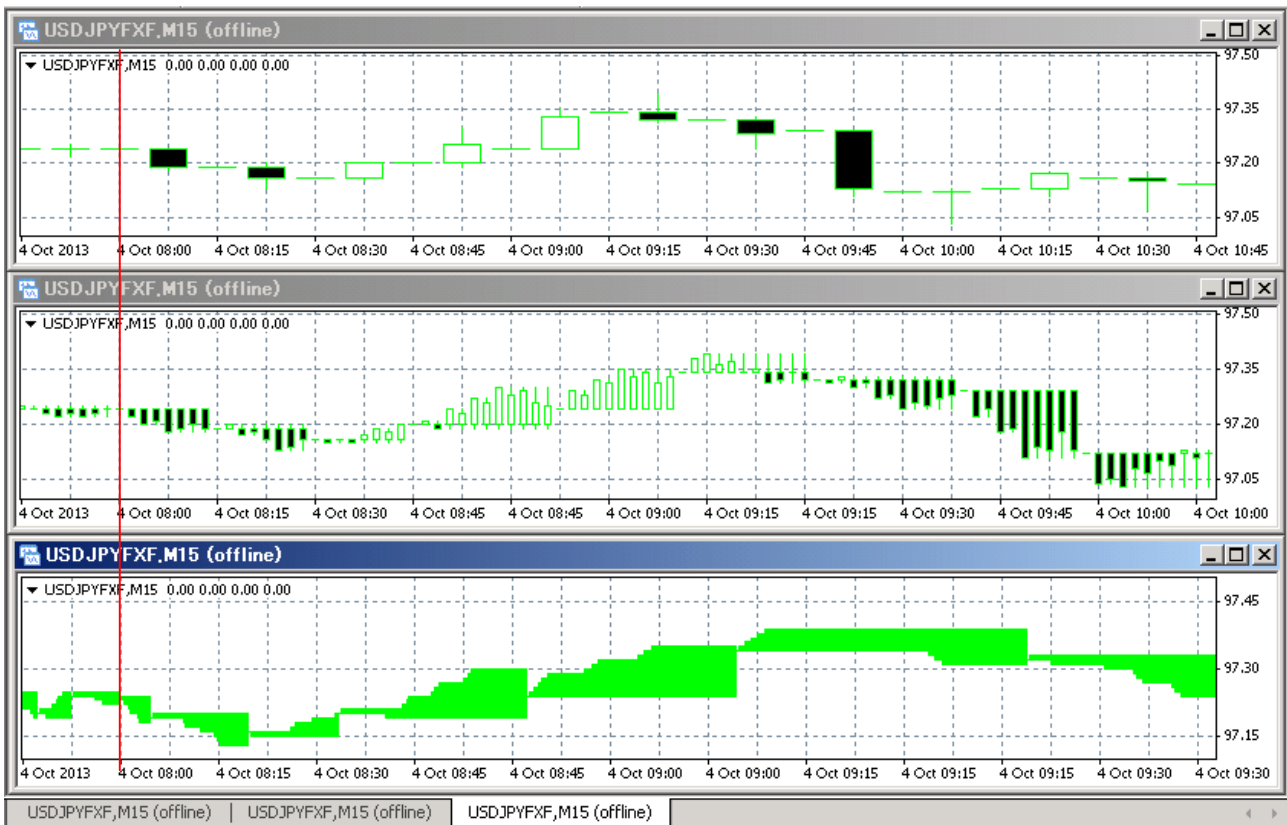 USDJPYFXF,M15 (offline)
USDJPYFXF,M15 0.00 0.00 0.00 0.00
97.50
97.35
97.20
97.05
4 Oct 2013 4 Oct 08:00 4 Oct 08:15 4 Oct 08:30 4 Oct 08:45 4 Oct 09:00 4 Oct 09:15 4 Oct 09:30 4 Oct 09:45 4 Oct 10:00 4 Oct 10:15 4 Oct 10:30 4 Oct 10:45
USDJPYFXF,M15 (offline)
USDJPYFXF,M15 0.00 0.00 0.00 0.00
97.50
97.35
97.20
97.05
4 Oct 2013 4 Oct 08:00 4 Oct 08:15 4 Oct 08:30 4 Oct 08:45 4 Oct 08:45 4 Oct 09:00 4 Oct 09:15 4 Oct 09:15 4 Oct 09:30 4 Oct 09:45 4 Oct 10:00 4 Oct 10:00
USDJPYFXF,M15 (offline)
USDJPYFXF,M15 0.00 0.00 0.00 0.00
97.45
97.30
97.15
4 Oct 2013 4 Oct 08:00 4 Oct 08:15 4 Oct 08:30 4 Oct 08:45 4 Oct 08:45 4 Oct 09:00 4 Oct 09:00 4 Oct 09:15 4 Oct 09:15 4 Oct 09:15 4 Oct 09:30 4 Oct 09:30
USDJPYFXF,M15 (offline) | USDJPYFXF,M15 (offline) USDJPYFXF,M15 (offline)